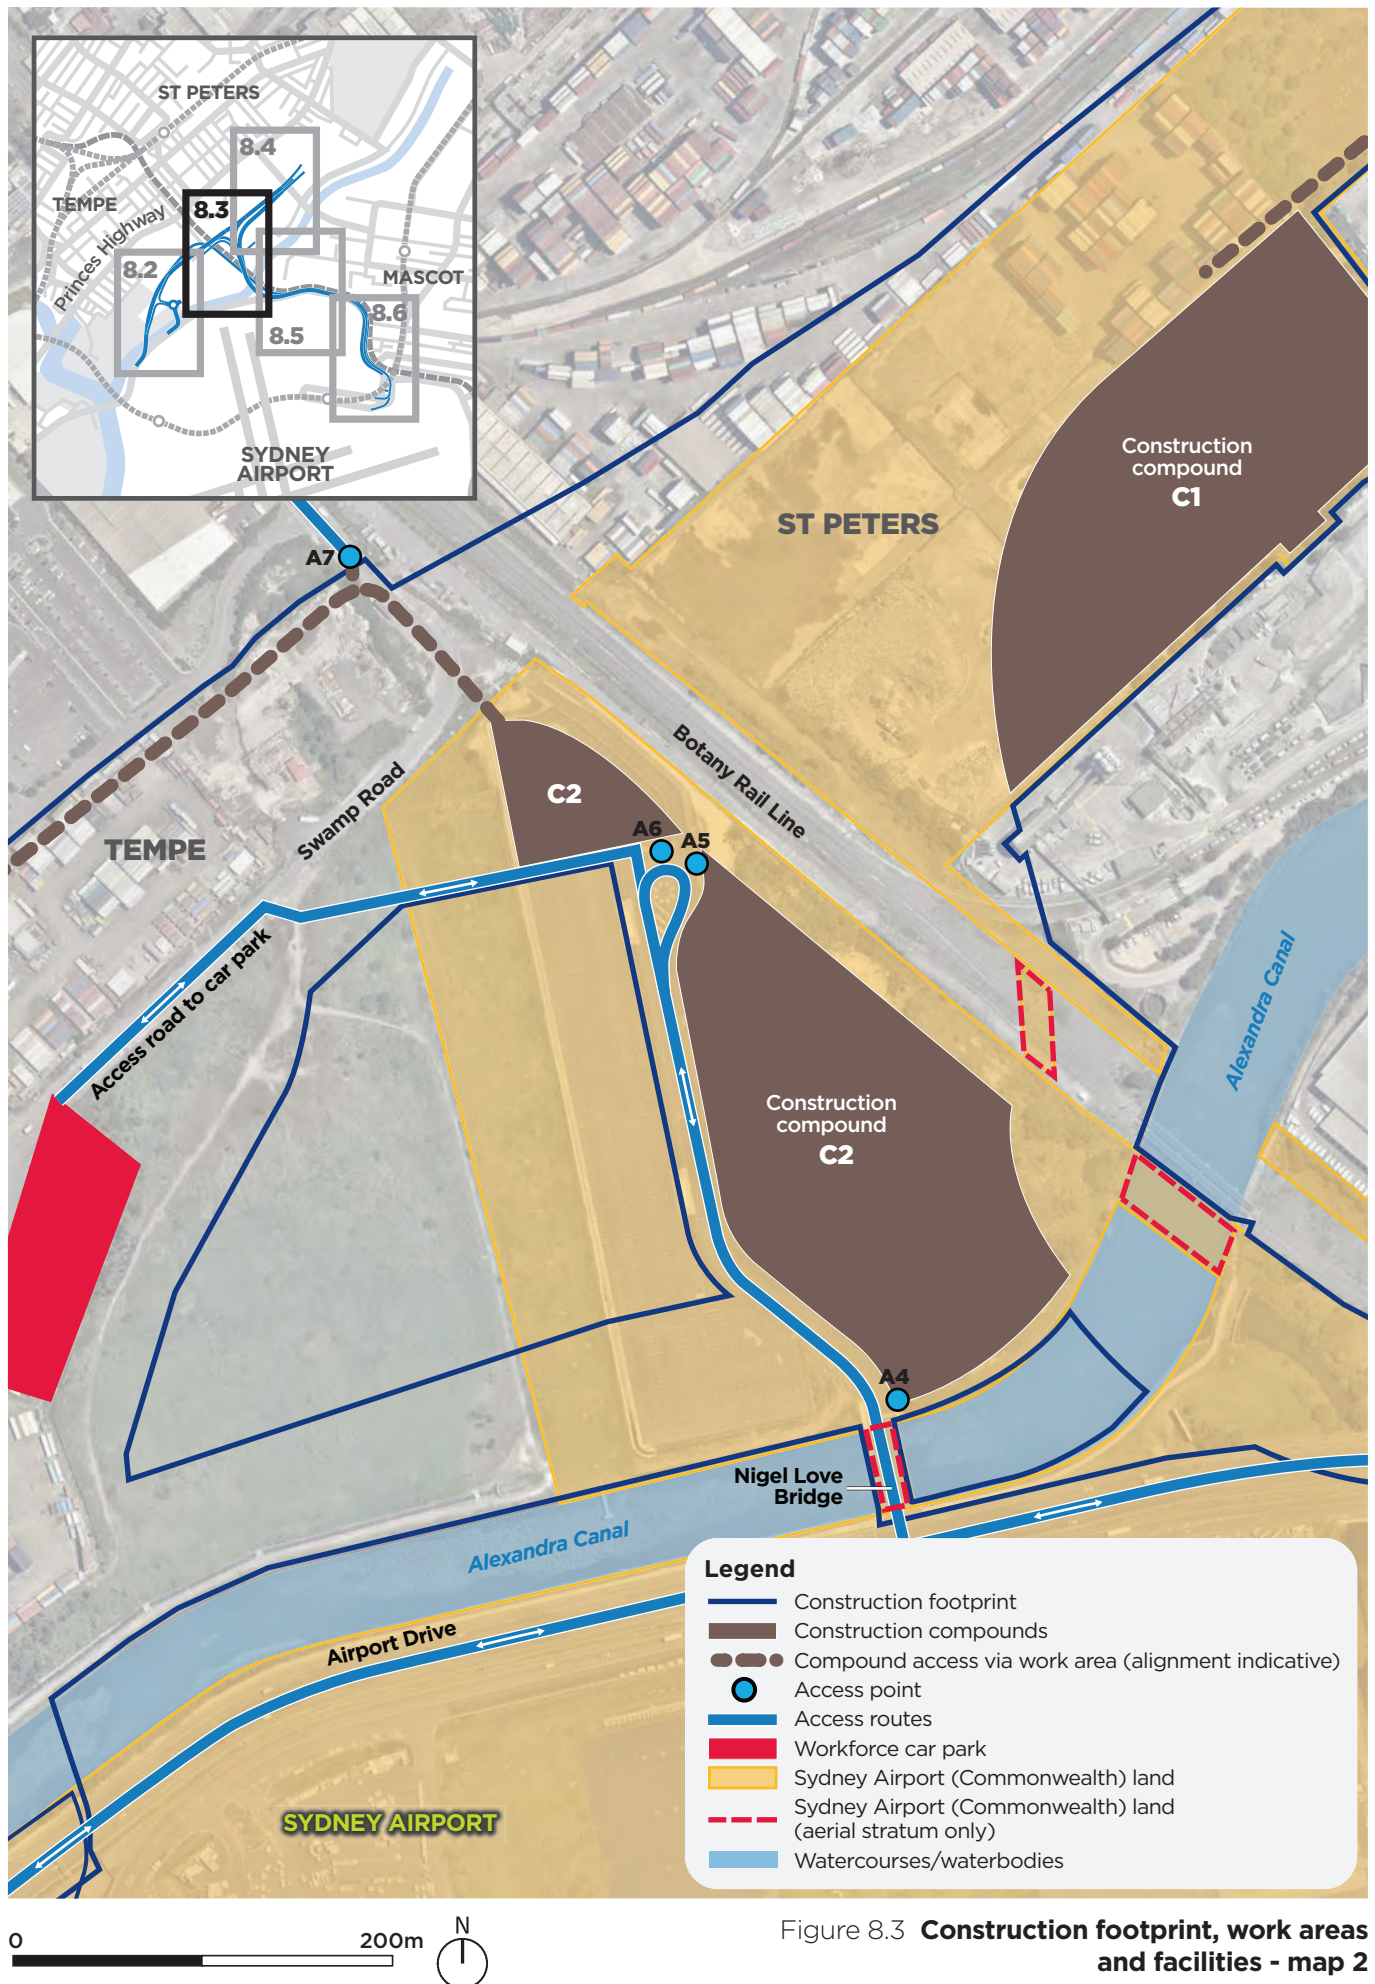 ST PETERS
8.4
TEMPE
8.3
Princes Highway
8.2
MASCOT
8.6
8.5
SYDNEY
AIRPORT
Construction
compound
C1
ST PETERS
A7
Botany Rail Line
Swamp Road
C2
A6
A5
TEMPE
Access road to car park
Alexandra Canal
Construction
compound
C2
A4
Nigel Love
Bridge
Alexandra Canal
Airport Drive
SYDNEY AIRPORT
Legend
Construction footprint
Construction compounds
Compound access via work area (alignment indicative)
Access point
Access routes
Workforce car park
Sydney Airport (Commonwealth) land
Sydney Airport (Commonwealth) land
(aerial stratum only)
Watercourses/waterbodies
0
200m
N
Figure 8.3 Construction footprint, work areas
and facilities - map 2